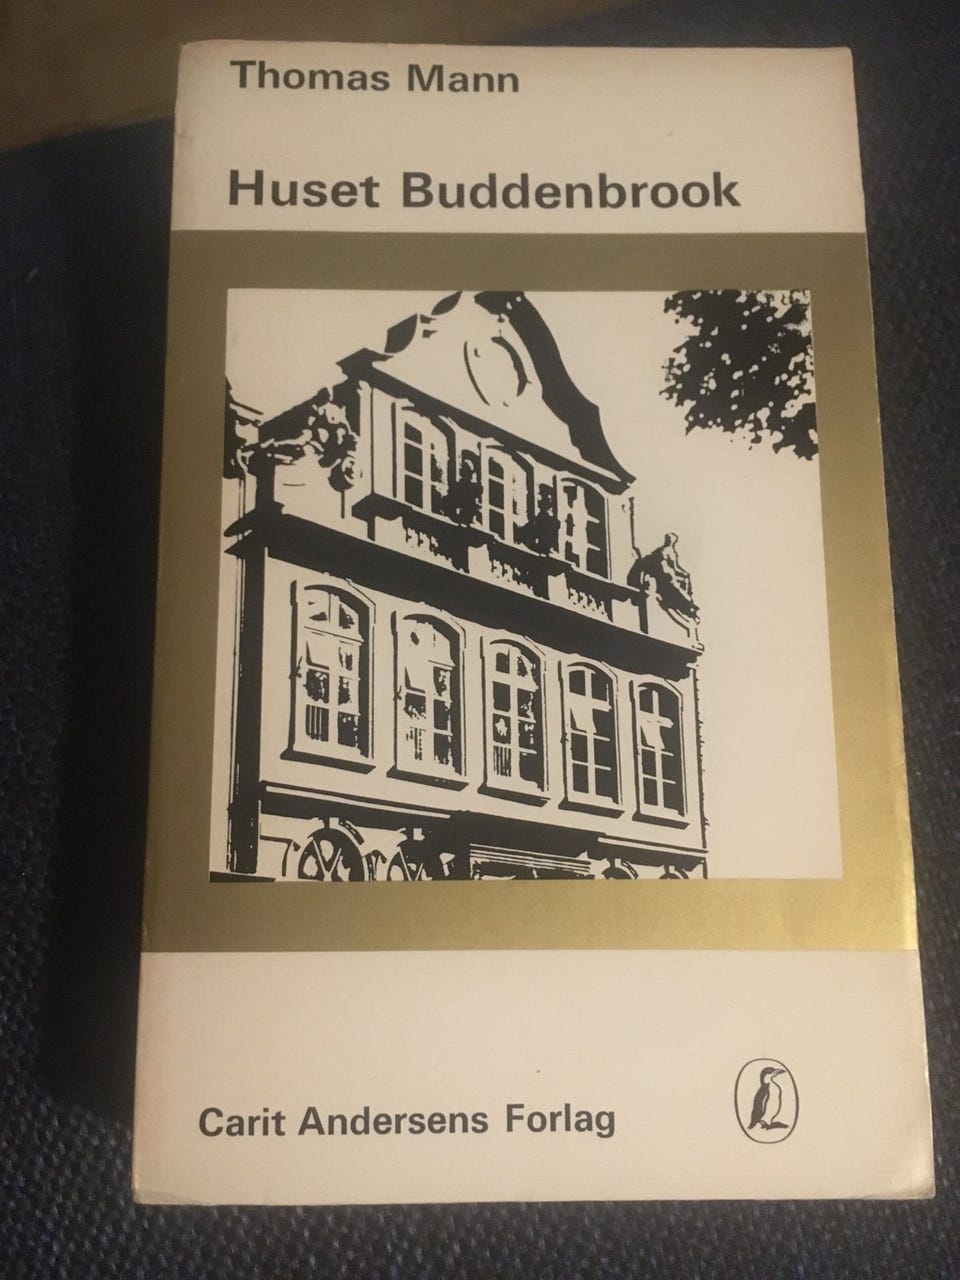 Thomas Mann
Huset Buddenbrook
Carit Andersens Forlag